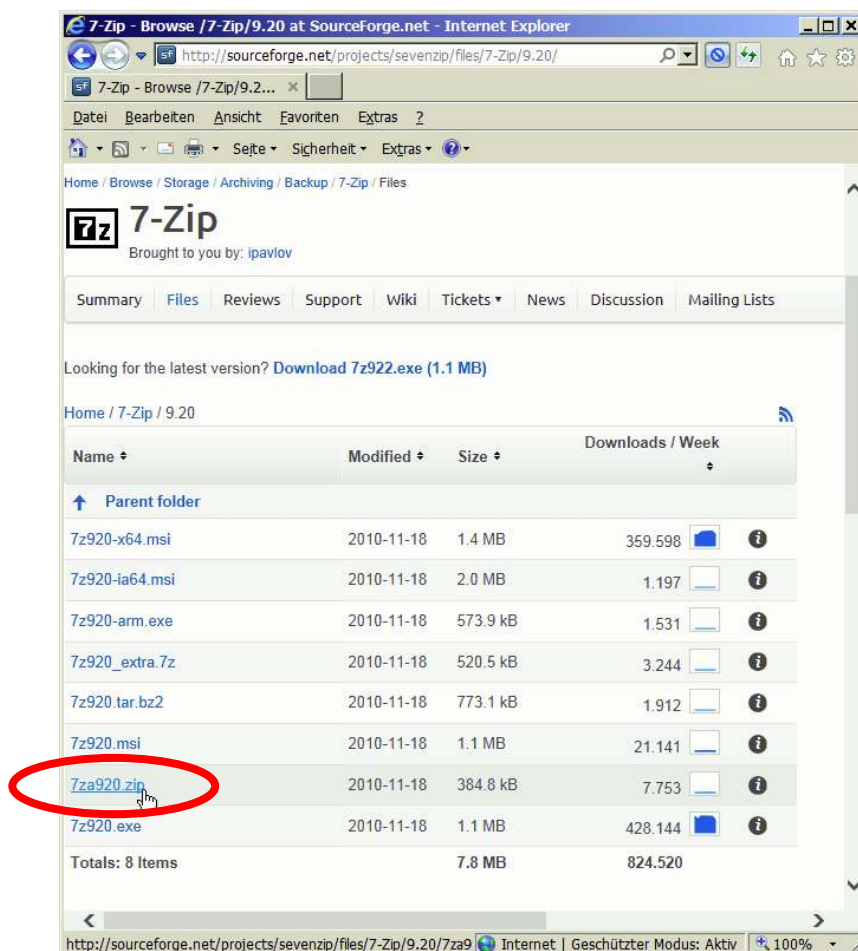 7-Zip - Browse /7-Zip/9.20 at SourceForge.net - Internet Explorer
http://sourceforge.net/projects/sevenzip/files/7-Zip/9.20/
7-Zip - Browse /7-Zip/9.2...
Datei Bearbeiten Ansicht Favoriten Extras ?
Seite Sicherheit Extras
Home / Browse / Storage / Archiving / Backup / 7-Zip / Files
7z 7-Zip
Brought to you by: ipavlov
Summary Files Reviews Support Wiki Tickets News Discussion Mailing Lists
Looking for the latest version? Download 7z922.exe (1.1 MB)
Home / 7-Zip / 9.20
Name Modified Size Downloads / Week
Parent folder
7z920-x64.msi 2010-11-18 1.4 MB 359.598
7z920-ia64.msi 2010-11-18 2.0 MB 1.197
7z920-arm.exe 2010-11-18 573.9 kB 1.531
7z920_extra.7z 2010-11-18 520.5 kB 3.244
7z920.tar.bz2 2010-11-18 773.1 kB 1.912
7z920.msi 2010-11-18 1.1 MB 21.141
7za920.zip 2010-11-18 384.8 kB 7.753
7z920.exe 2010-11-18 1.1 MB 428.144
Totals: 8 Items 7.8 MB 824.520
http://sourceforge.net/projects/sevenzip/files/7-Zip/9.20/7za9 Internet | Geschützter Modus: Aktiv 100%